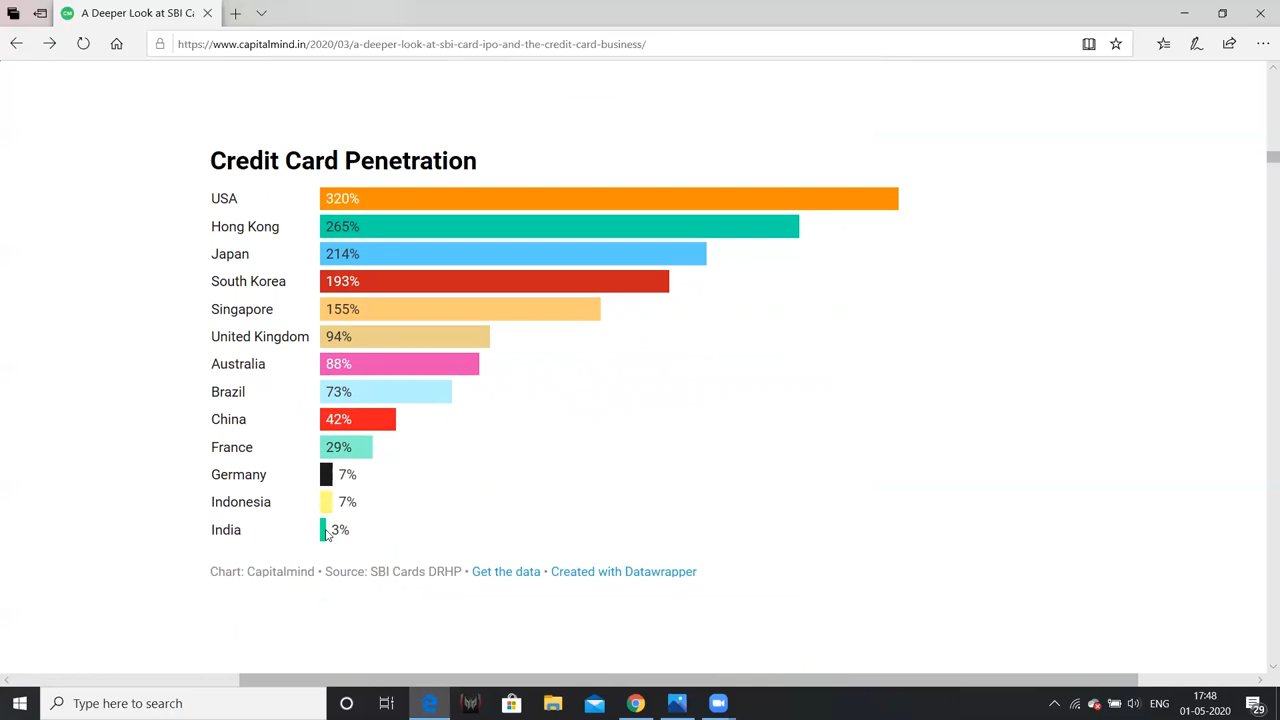 A Deeper Look at SBI Ca
https://www.capitalmind.in/2020/03/a-deeper-look-at-sbi-card-ipo-and-the-credit-card-business/
Credit Card Penetration
USA 320%
Hong Kong 265%
Japan 214%
South Korea 193%
Singapore 155%
United Kingdom 94%
Australia 88%
Brazil 73%
China 42%
France 29%
Germany 7%
Indonesia 7%
India 3%
Chart: Capitalmind • Source: SBI Cards DRHP • Get the data • Created with Datawrapper
Type here to search
ENG
17:48
01-05-2020
29